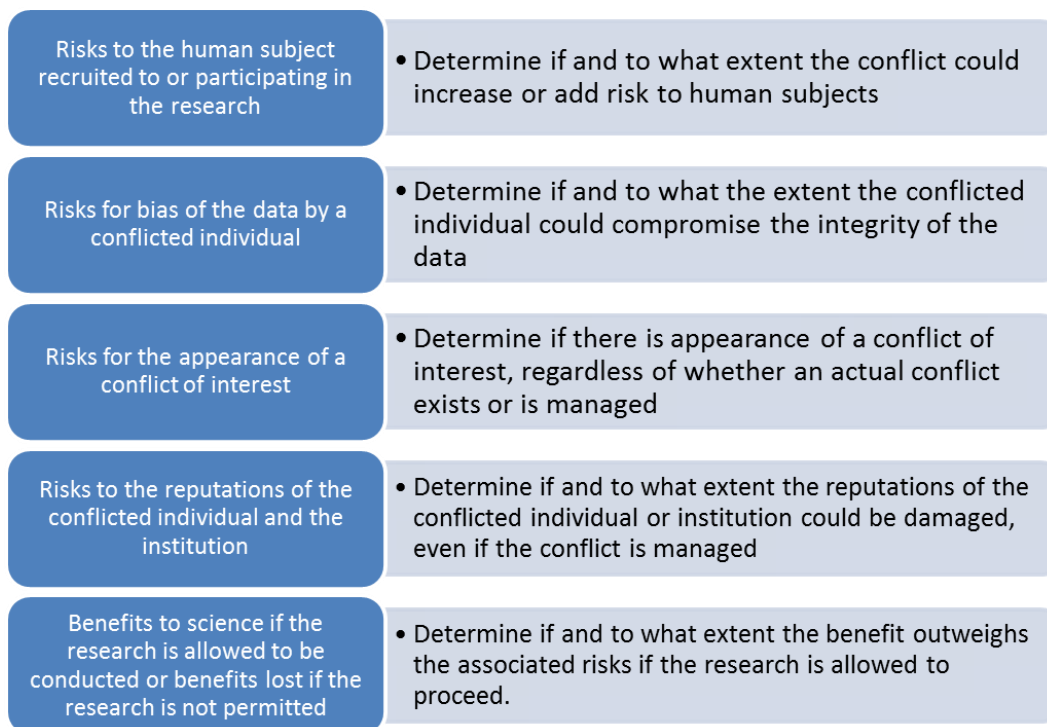 Risks to the human subject
recruited to or participating in
the research
• Determine if and to what extent the conflict could
increase or add risk to human subjects
Risks for bias of the data by a
conflicted individual
• Determine if and to what the extent the conflicted
individual could compromise the integrity of the
data
Risks for the appearance of a
conflict of interest
• Determine if there is appearance of a conflict of
interest, regardless of whether an actual conflict
exists or is managed
Risks to the reputations of the
conflicted individual and the
institution
• Determine if and to what extent the reputations of the
conflicted individual or institution could be damaged,
even if the conflict is managed
Benefits to science if the
research is allowed to be
conducted or benefits lost if the
research is not permitted
• Determine if and to what extent the benefit outweighs
the associated risks if the research is allowed to
proceed.